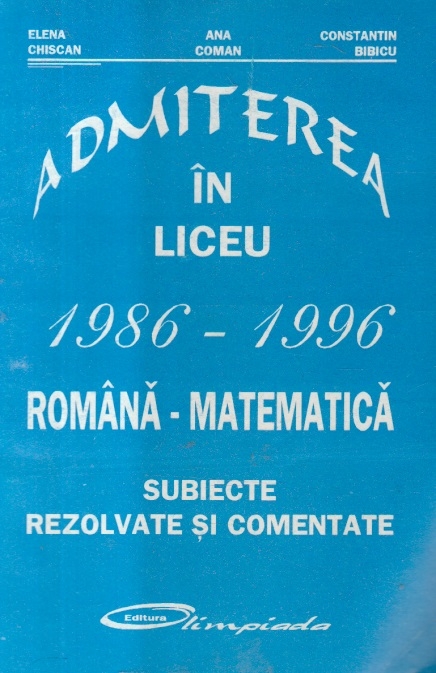 ELENA CHISCAN
ANA COMAN
CONSTANTIN BIBICU
ADMITEREA
ÎN
LICEU
1986 - 1996
ROMÂNĂ - MATEMATICĂ
SUBIECTE
REZOLVATE ȘI COMENTATE
Editura
Olimpiada